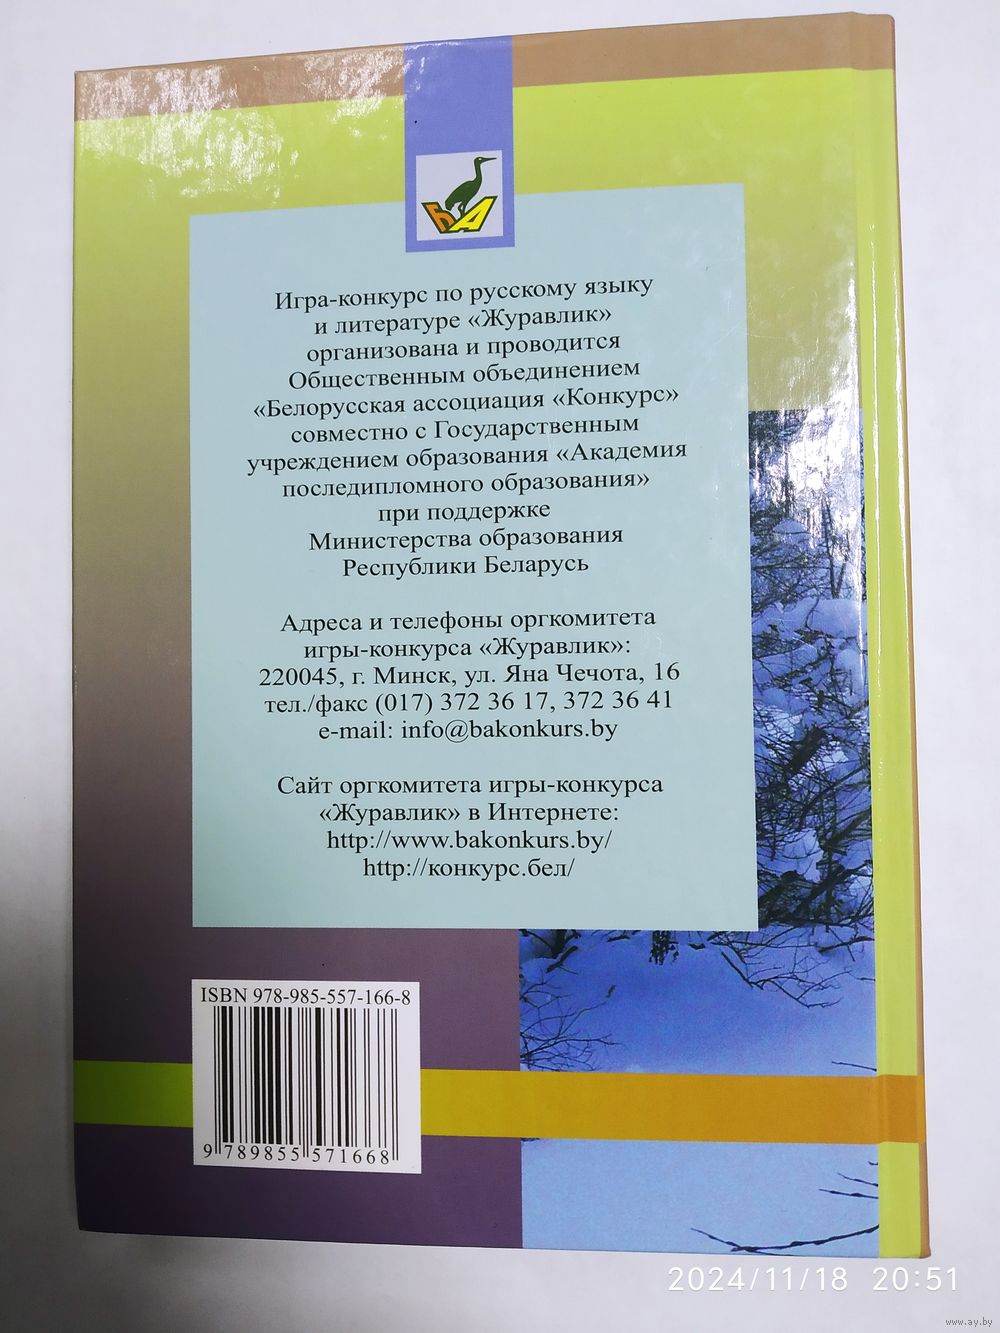 БА
Игра-конкурс по русскому языку
и литературе «Журавлик»
организована и проводится
Общественным объединением
«Белорусская ассоциация «Конкурс»
совместно с Государственным
учреждением образования «Академия
последипломного образования»
при поддержке
Министерства образования
Республики Беларусь
Адреса и телефоны оргкомитета
игры-конкурса «Журавлик»:
220045, г. Минск, ул. Яна Чечота, 16
тел./факс (017) 372 36 17, 372 36 41
e-mail: info@bakonkurs.by
Сайт оргкомитета игры-конкурса
«Журавлик» в Интернете:
http://www.bakonkurs.by/
http://конкурс.бел/
ISBN 978-985-557-166-8
9 789855 571668
2024/11/18 20:51
www.ay.by